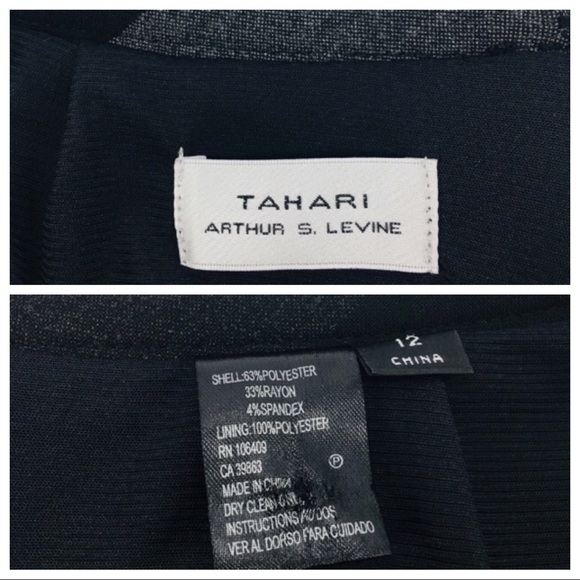 TAHARI
ARTHUR S. LEVINE
12
CHINA
SHELL:63%POLYESTER
33%RAYON
4%SPANDEX
LINING:100%POLYESTER
RN 106409
CA 39863
P
MADE IN CHINA
DRY CLEAN
INSTRUCTIONS AU DOS
VER AL DORSO PARA CUIDADO